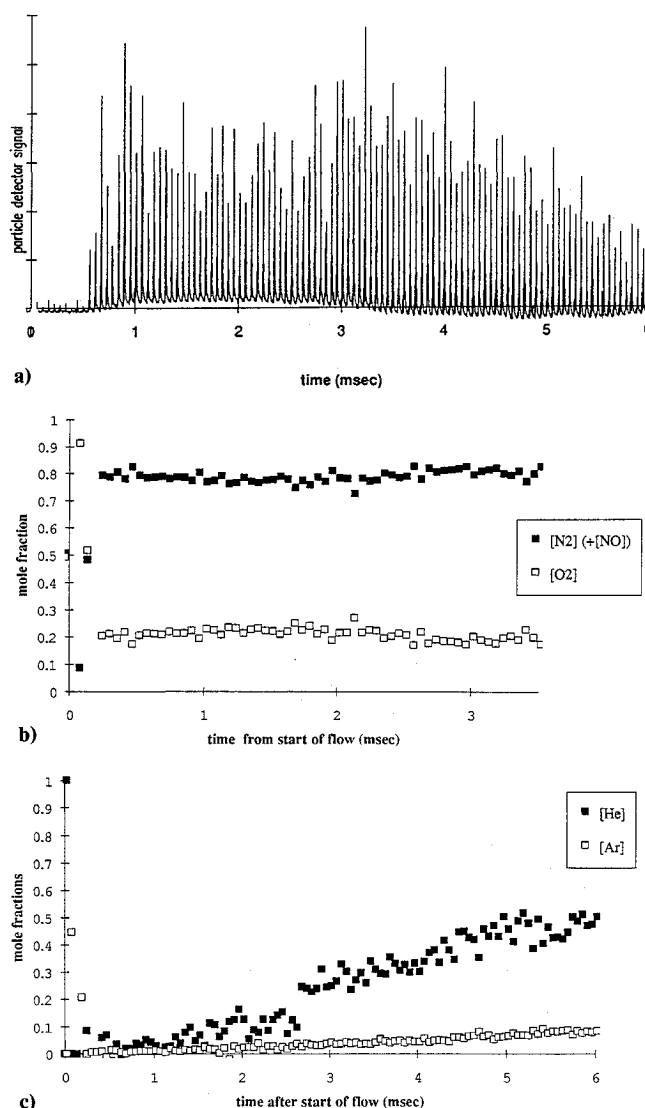 particle detector signal
0 1 2 3 4 5 6
a)
time (msec)
1
0.9
0.8
0.7
0.6
0.5
0.4
0.3
0.2
0.1
0
mole fraction
[N2] (+[NO])
[O2]
0 1 2 3
b)
time from start of flow (msec)
1
0.9
0.8
0.7
0.6
0.5
0.4
0.3
0.2
0.1
0
mole fractions
[He]
[Ar]
0 1 2 3 4 5 6
c)
time after start of flow (msec)